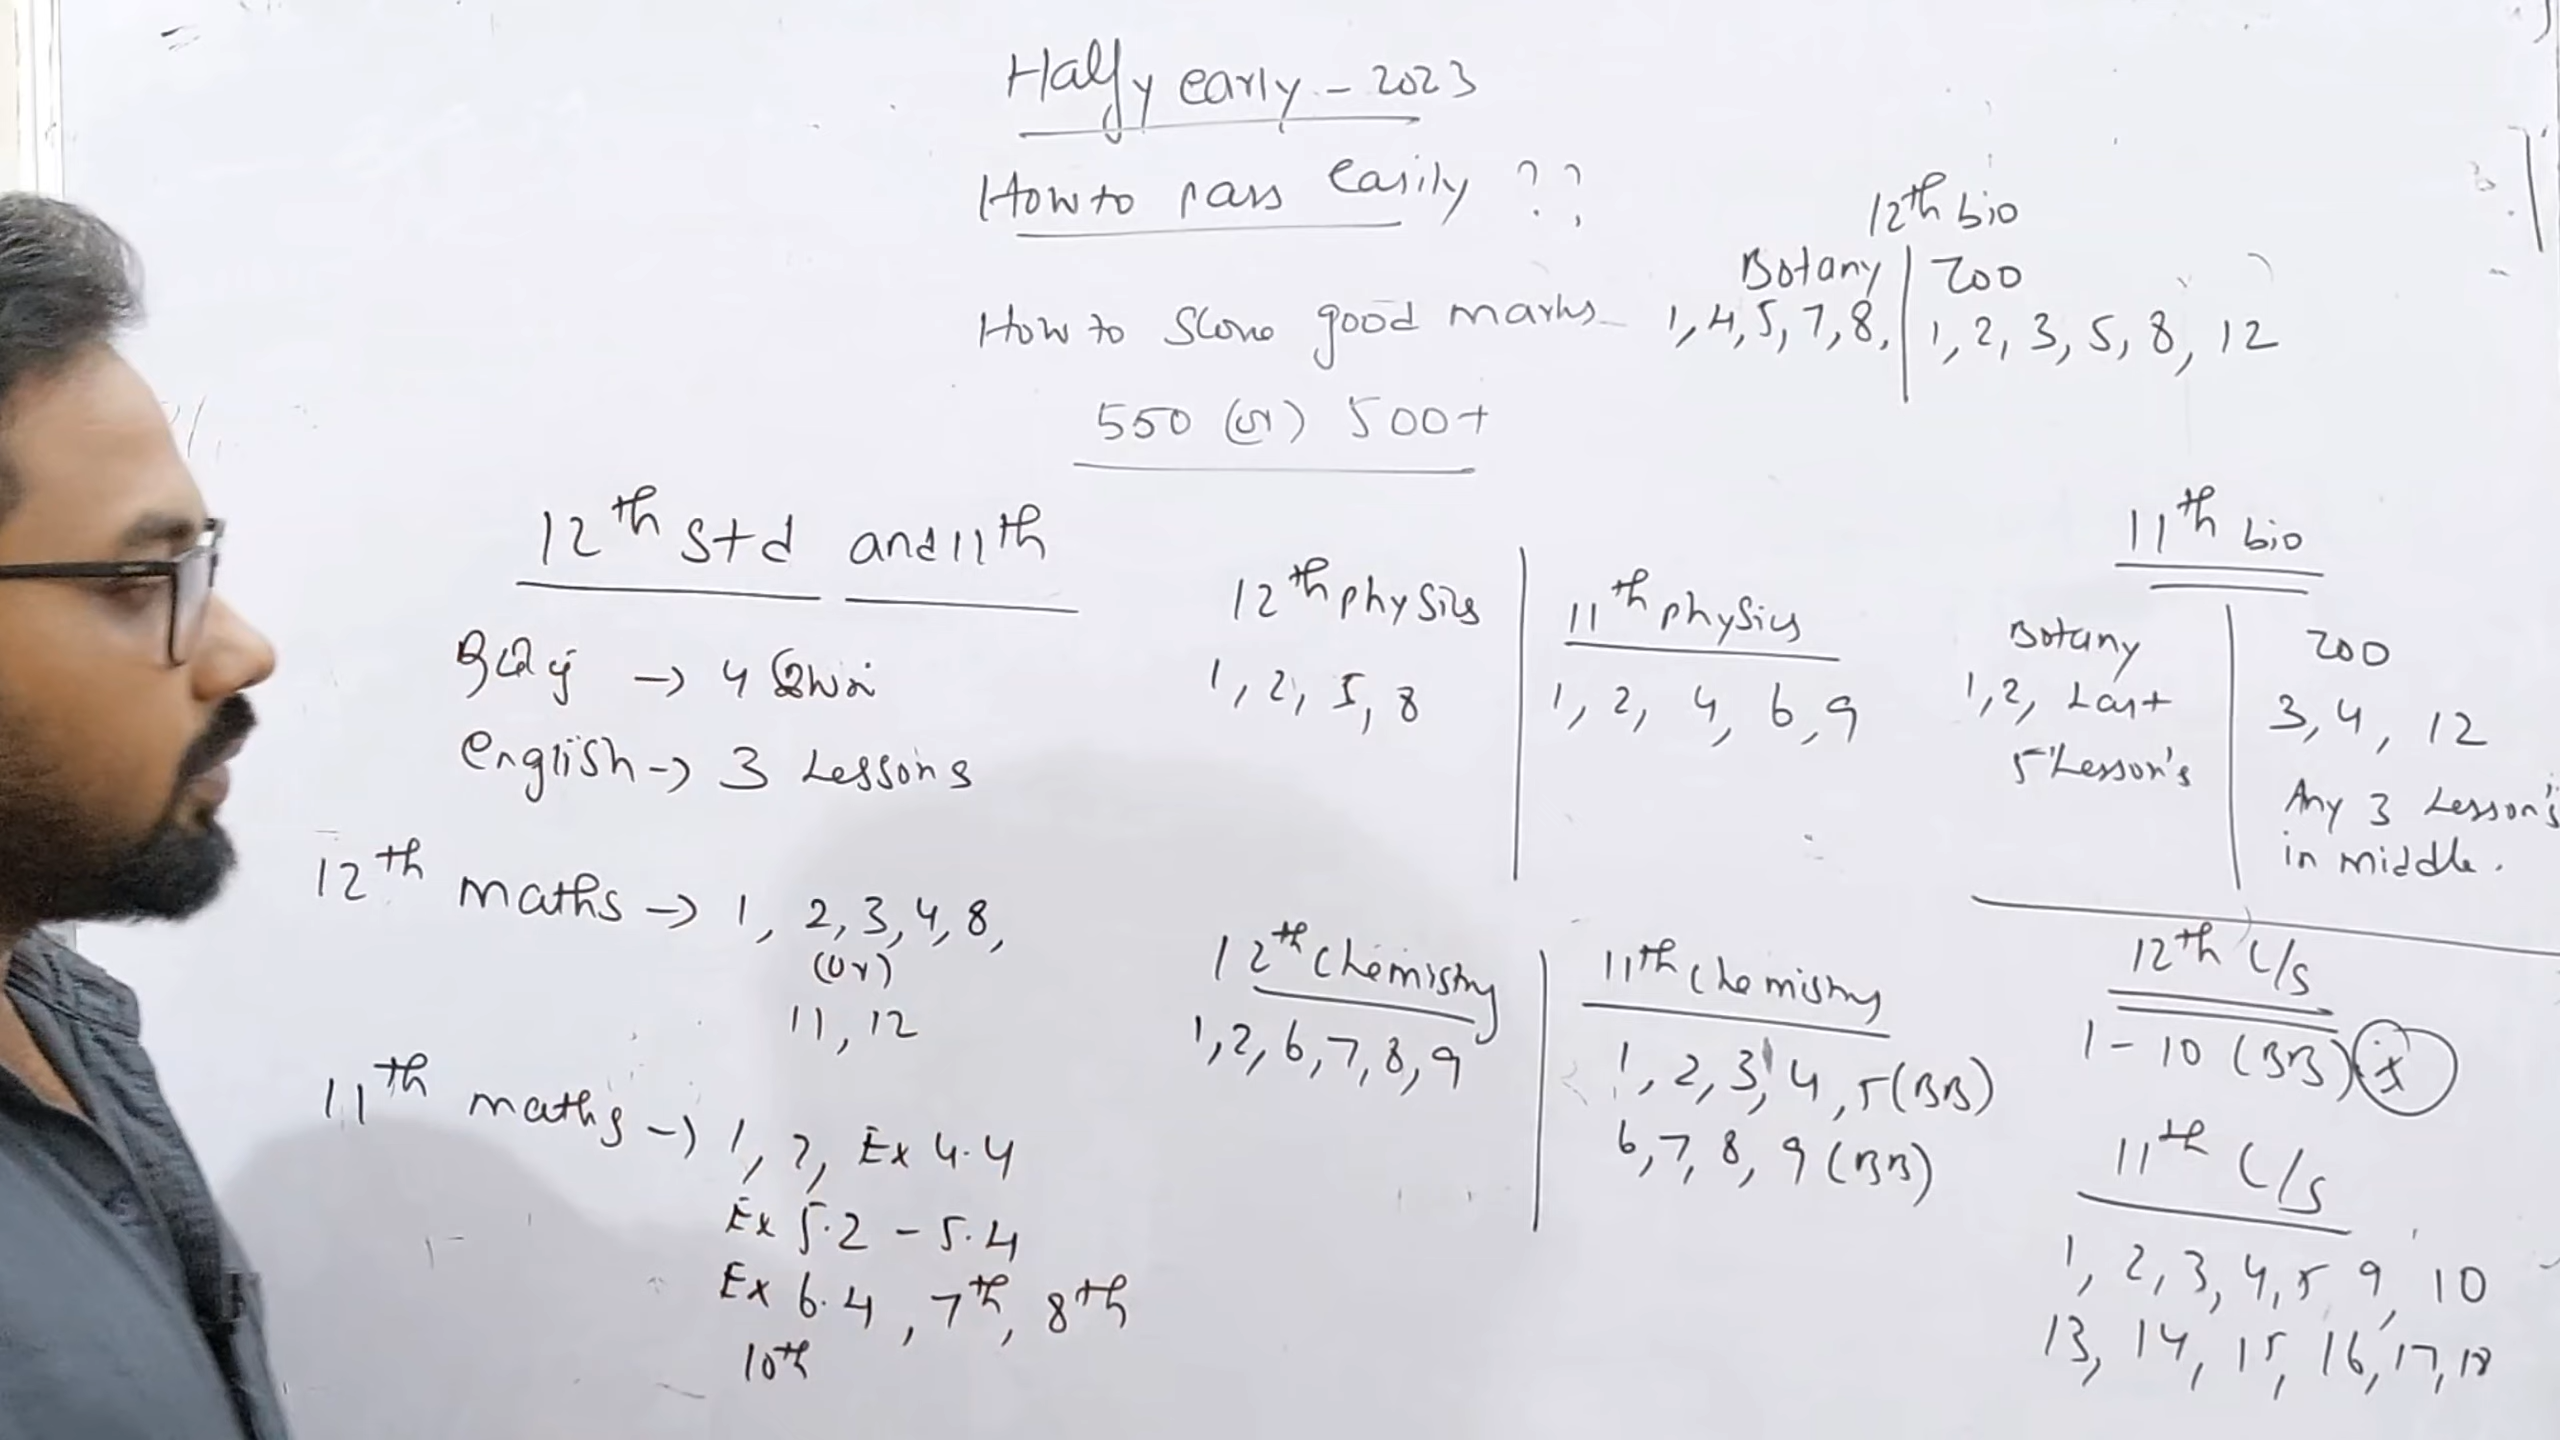 Half yearly - 2023
How to pass easily ??
How to score good marks
550 (or) 500+
12th bio
Botany | Zoo
1, 4, 5, 7, 8, | 1, 2, 3, 5, 8, 12
12th std and 11th
தமிழ் → 4 இயல்
english → 3 Lessons
12th maths → 1, 2, 3, 4, 8,
(or)
11, 12
11th maths → 1, 2, Ex 4.4
Ex 5.2 - 5.4
Ex 6.4, 7th, 8th
10th
12th physics
1, 2, 5, 8
11th physics
1, 2, 4, 6, 9
12th chemistry
1, 2, 6, 7, 8, 9
11th chemistry
1, 2, 3, 4, 5 (BB)
6, 7, 8, 9 (BB)
11th bio
Botany
1, 2, Last
5 Lesson's
Zoo
3, 4, 12
Any 3 Lesson's
in middle.
12th C/S
1 - 10 (BB)
11th C/S
1, 2, 3, 4, 5 9, 10
13, 14, 15, 16, 17, 18